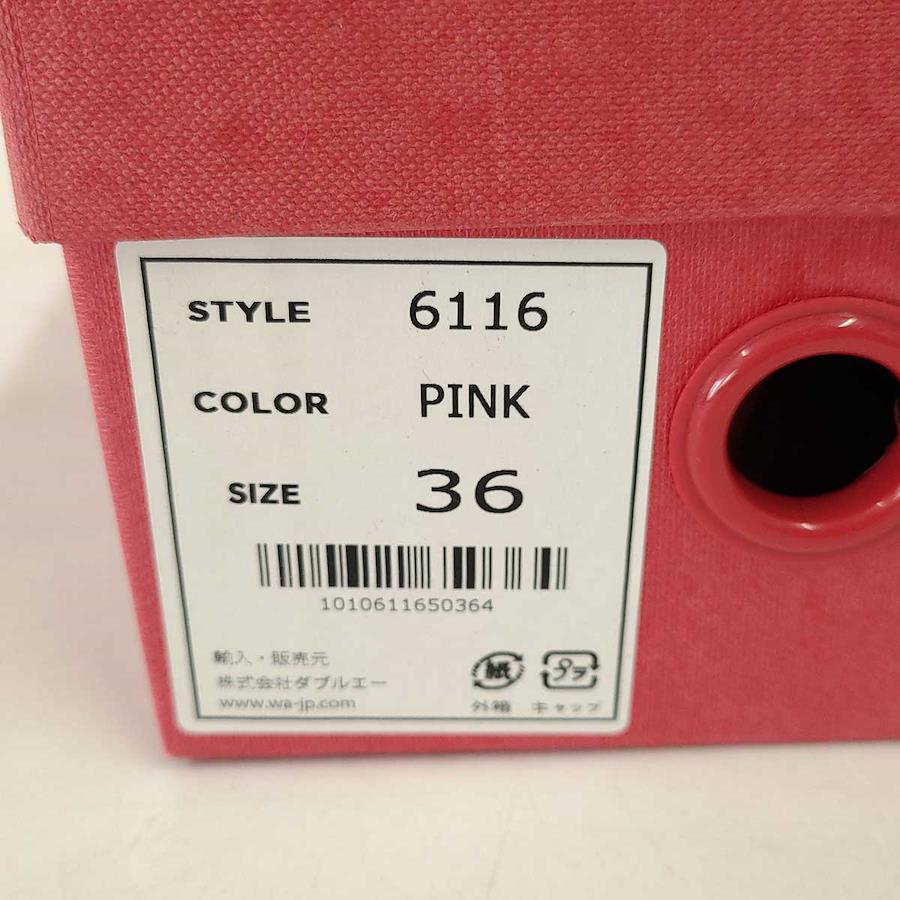 STYLE 6116
COLOR PINK
SIZE 36
1010611650364
輸入・販売元
株式会社ダブルエー
www.wa-jp.com
紙 プラ
外箱 キャップ